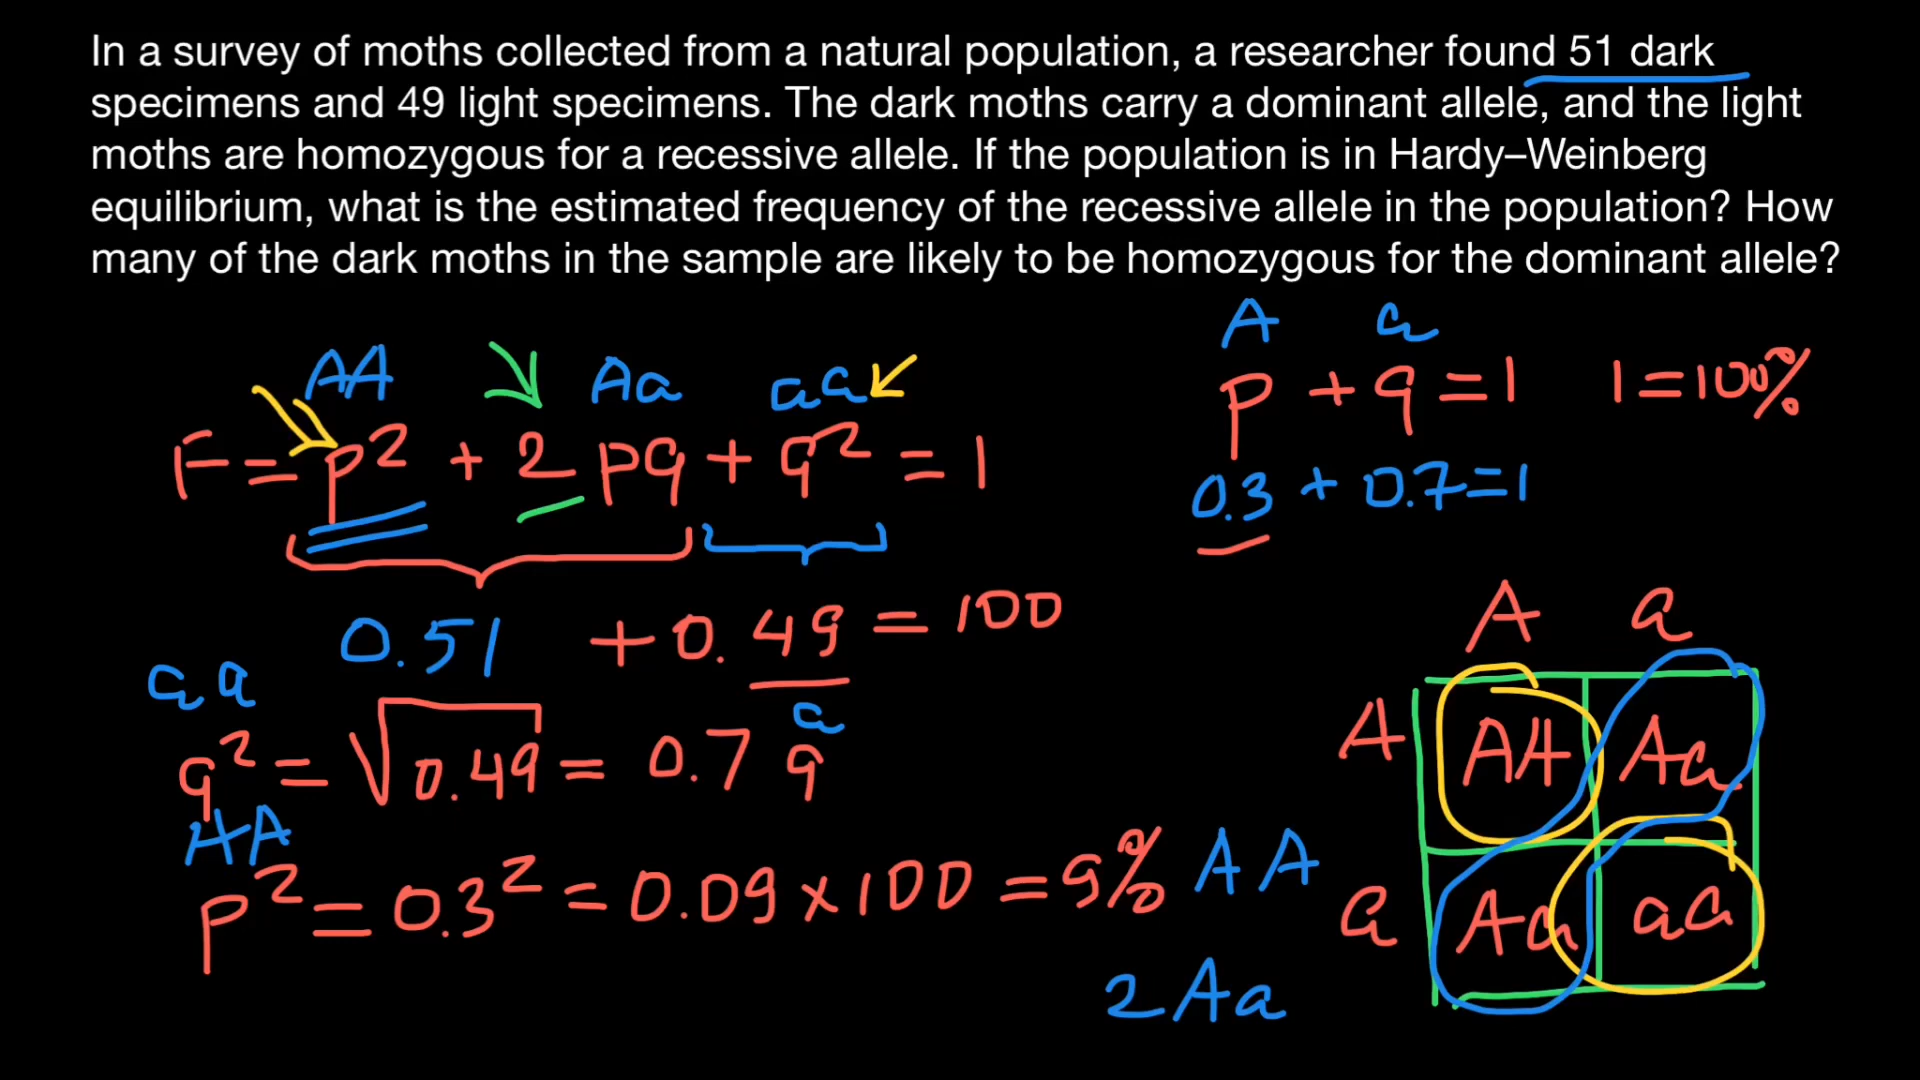 In a survey of moths collected from a natural population, a researcher found 51 dark
specimens and 49 light specimens. The dark moths carry a dominant allele, and the light
moths are homozygous for a recessive allele. If the population is in Hardy–Weinberg
equilibrium, what is the estimated frequency of the recessive allele in the population? How
many of the dark moths in the sample are likely to be homozygous for the dominant allele?
A a
AA Aa aa
p + q = 1 1 = 100%
F = p² + 2 pq + q² = 1
0.3 + 0.7 = 1
0.51 + 0.49 = 100
A a
aa
a
q² = √0.49 = 0.7 q
A AA Aa
AA
p² = 0.3² = 0.09 x 100 = 9% AA
a Aa aa
2Aa